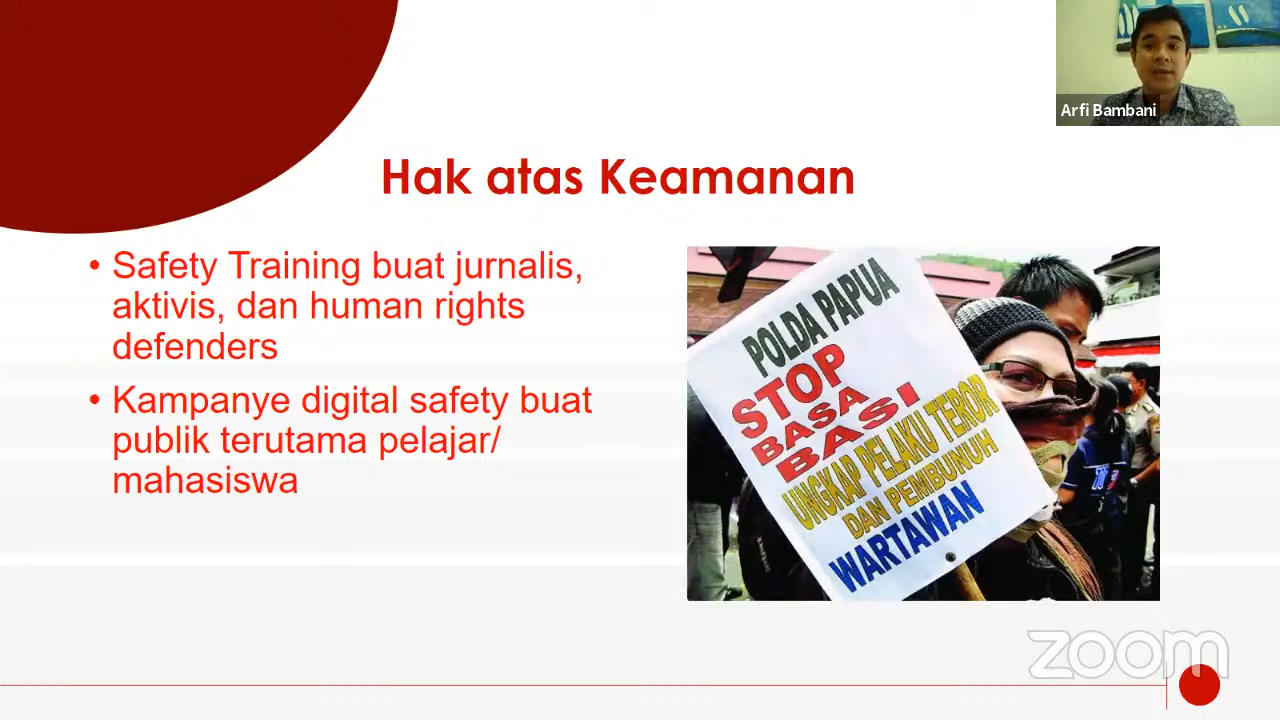 Arfi Bambani
Hak atas Keamanan
• Safety Training buat jurnalis,
aktivis, dan human rights
defenders
• Kampanye digital safety buat
publik terutama pelajar/
mahasiswa
POLDA PAPUA
STOP
BASA
BASI
UNGKAP PELAKU TEROR
DAN PEMBUNUH
WARTAWAN
zoom